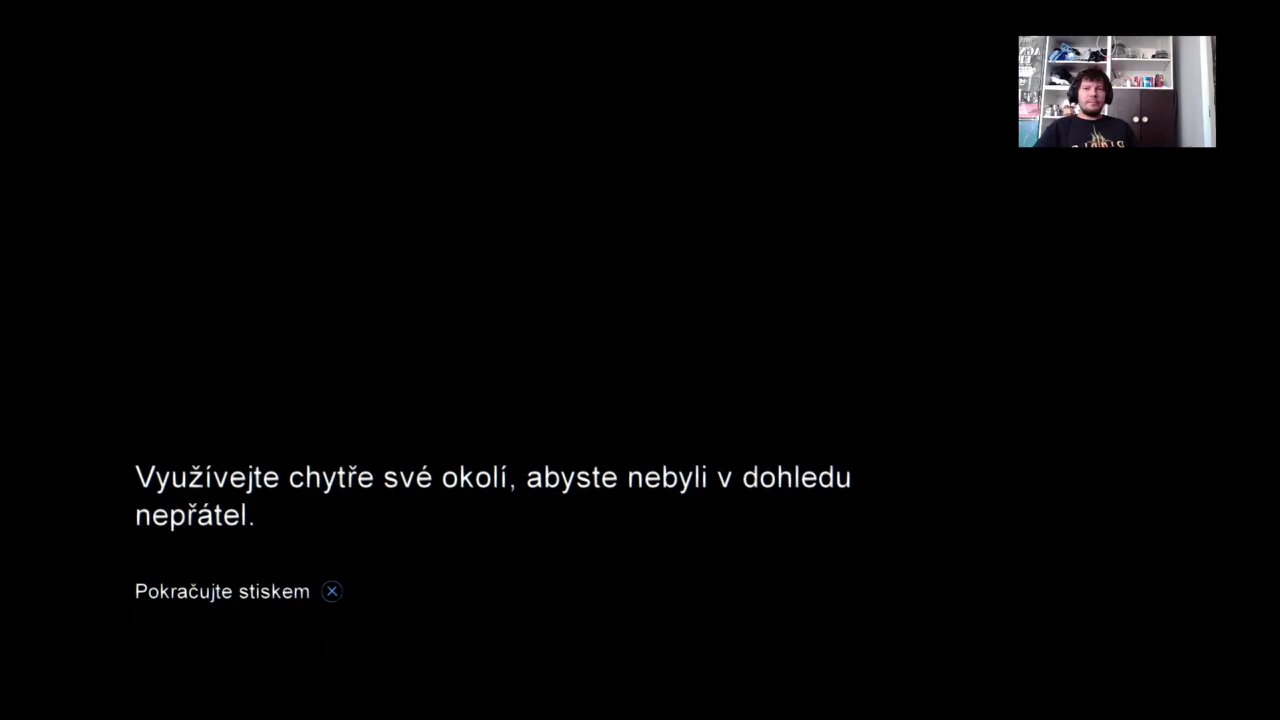 Využívejte chytře své okolí, abyste nebyli v dohledu
nepřátel.
Pokračujte stiskem